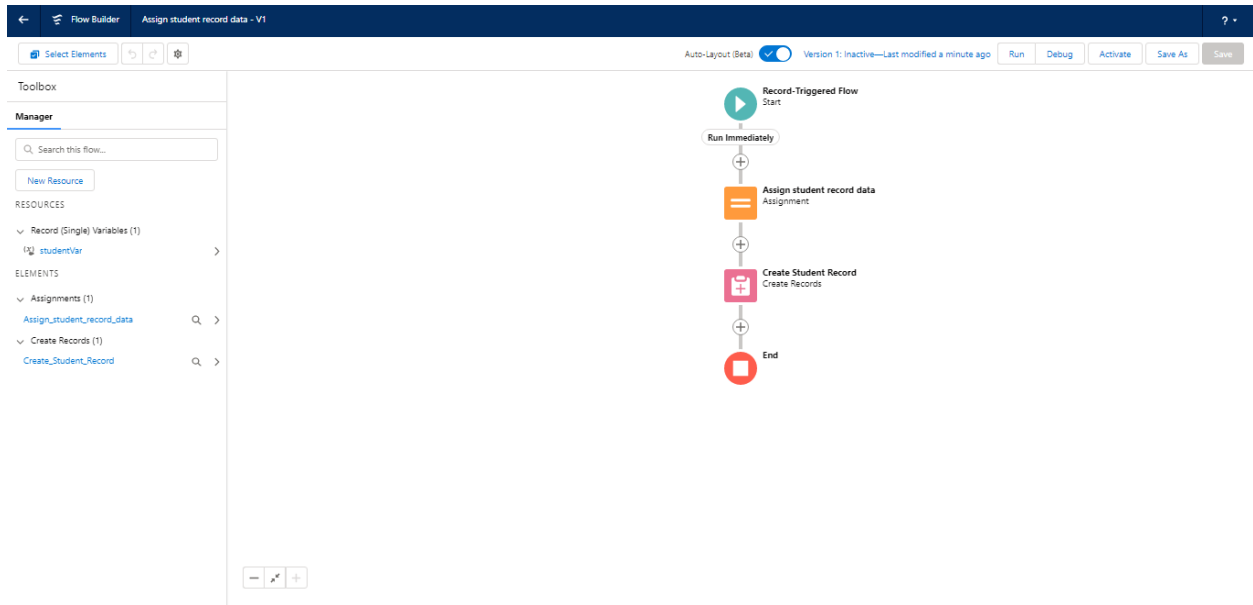 Flow Builder
Assign student record data - V1
?
Select Elements
Auto-Layout (Beta)
Version 1: Inactive—Last modified a minute ago
Run
Debug
Activate
Save As
Save
Toolbox
Manager
Search this flow...
New Resource
RESOURCES
Record (Single) Variables (1)
studentVar
ELEMENTS
Assignments (1)
Assign_student_record_data
Create Records (1)
Create_Student_Record
Record-Triggered Flow
Start
Run Immediately
Assign student record data
Assignment
Create Student Record
Create Records
End